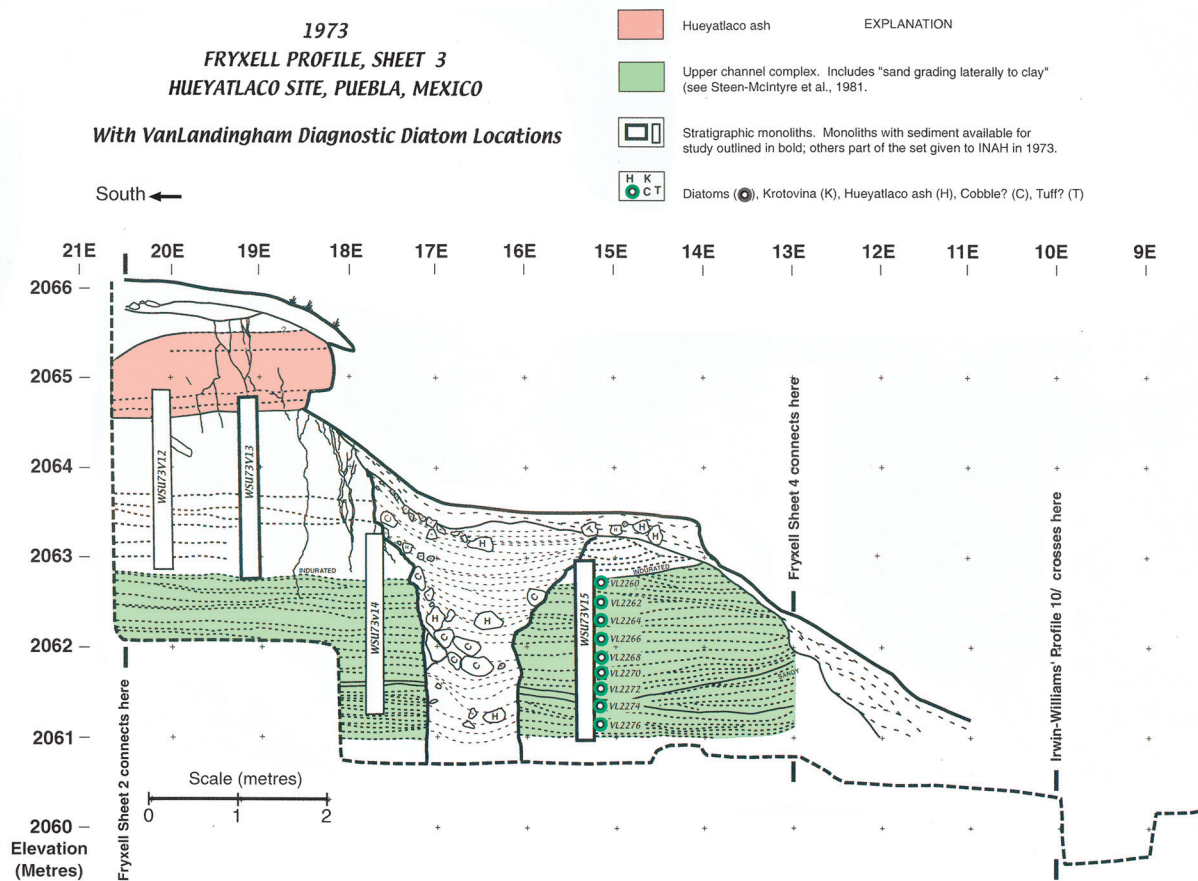 1973
FRYXELL PROFILE, SHEET 3
HUEYATLACO SITE, PUEBLA, MEXICO
With VanLandingham Diagnostic Diatom Locations
South
EXPLANATION
Hueyatlaco ash
Upper channel complex. Includes "sand grading laterally to clay"
(see Steen-McIntyre et al., 1981.
Stratigraphic monoliths. Monoliths with sediment available for
study outlined in bold; others part of the set given to INAH in 1973.
H K
C T
Diatoms ( ), Krotovina (K), Hueyatlaco ash (H), Cobble? (C), Tuff? (T)
21E 20E 19E 18E 17E 16E 15E 14E 13E 12E 11E 10E 9E
2066
2065
2064
2063
2062
2061
2060
Elevation
(Metres)
?
WSU73V12
WSU73V13
WSU73V14
WSU73V15
INDURATED
INDURATED
SANDY
C
T
H
H
H
H
H
C
C
H
H
C
C
C
C
H
VL2260
VL2262
VL2264
VL2266
VL2268
VL2270
VL2272
VL2274
VL2276
Fryxell Sheet 2 connects here
Fryxell Sheet 4 connects here
Irwin-Williams' Profile 10/ crosses here
Scale (metres)
0 1 2